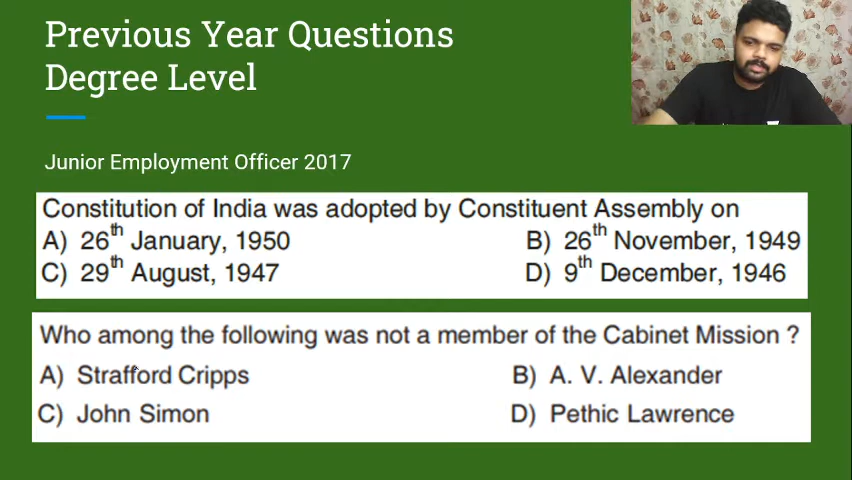 Previous Year Questions
Degree Level
Junior Employment Officer 2017
Constitution of India was adopted by Constituent Assembly on
A) 26th January, 1950 B) 26th November, 1949
C) 29th August, 1947 D) 9th December, 1946
Who among the following was not a member of the Cabinet Mission ?
A) Strafford Cripps B) A. V. Alexander
C) John Simon D) Pethic Lawrence